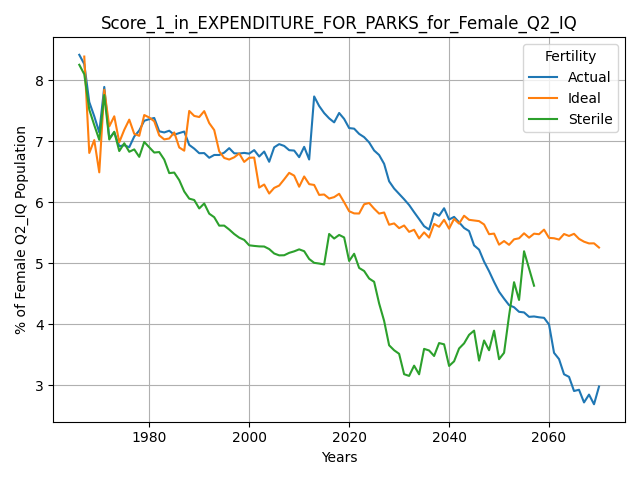 Score_1_in_EXPENDITURE_FOR_PARKS_for_Female_Q2_IQ
Fertility
Actual
Ideal
Sterile
% of Female Q2_IQ Population
8
7
6
5
4
3
1980 2000 2020 2040 2060
Years